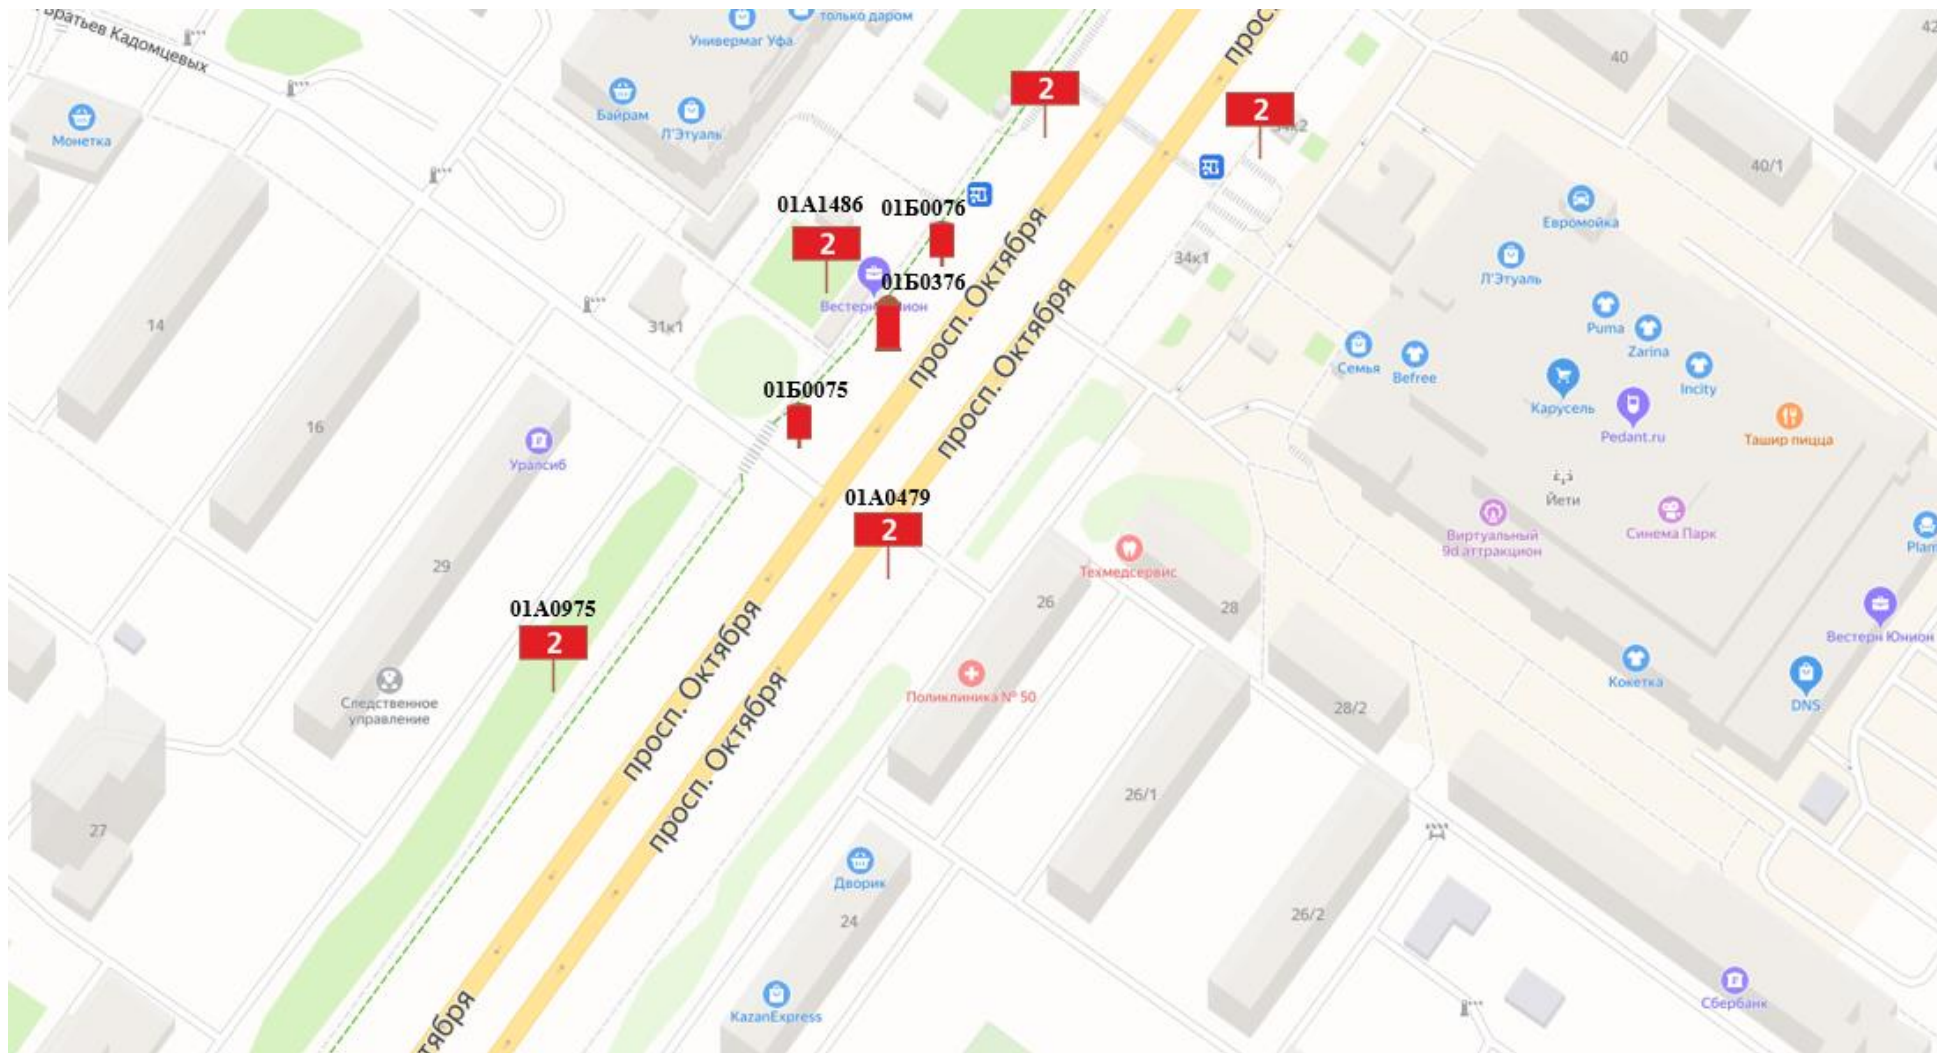 Братьев Кадомцевых
только даром
Универмаг Уфа
просп.
42
40
Байрам
Л'Этуаль
Монетка
2
2
34к2
40/1
01А1486
01Б0076
2
Евромойка
просп. Октября
34к1
Л'Этуаль
01Б0376
Вестерн Юнион
14
31к1
просп. Октября
Puma
Zarina
Семья
Befree
Incity
01Б0075
Карусель
16
Pedant.ru
Ташир пицца
Уралсиб
01А0479
2
Йети
Виртуальный
9d аттракцион
Синема Парк
Plan
29
Техмедсервис
26
28
01А0975
2
Вестерн Юнион
просп. Октября
Кокетка
Поликлиника № 50
Следственное
управление
28/2
DNS
просп. Октября
26/1
27
Дворик
24
26/2
Сбербанк
KazanExpress
тября